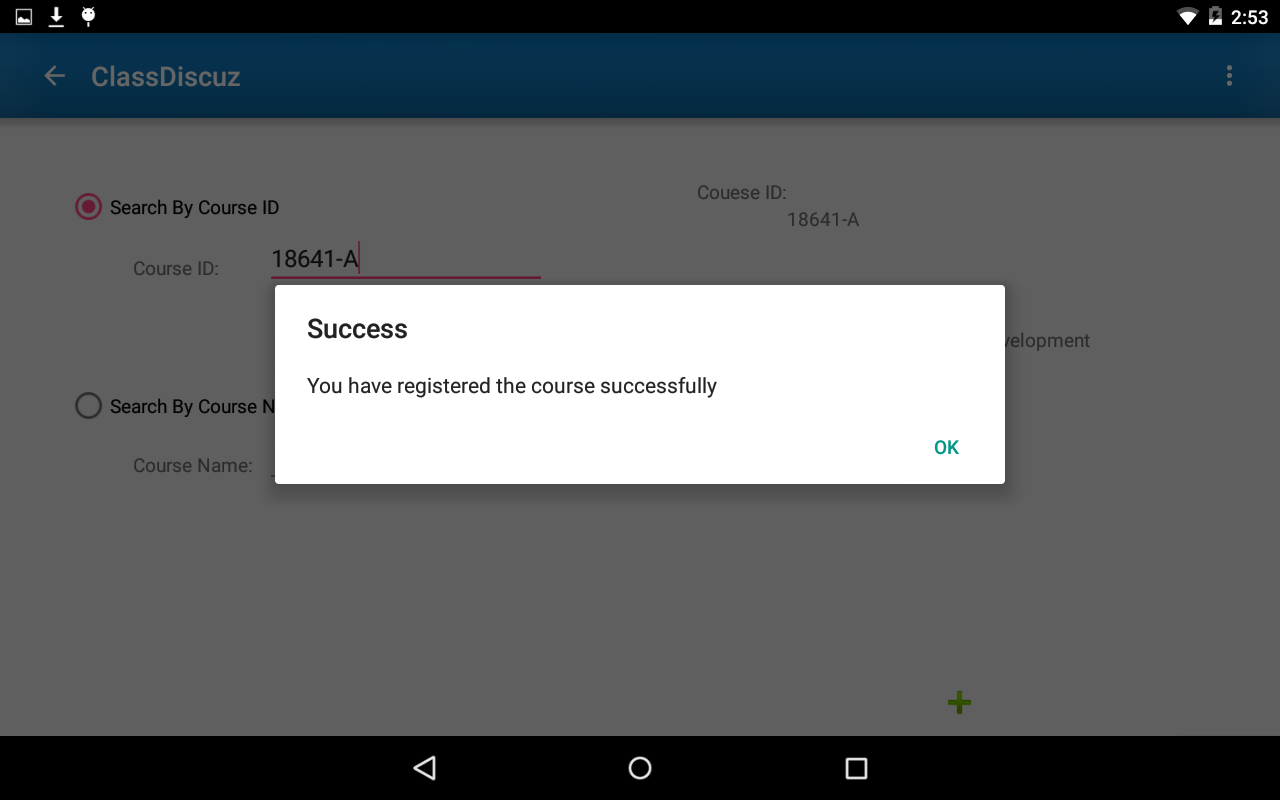 2:53
ClassDiscuz
Search By Course ID
Couese ID:
18641-A
Course ID:
18641-A
Success
You have registered the course successfully
OK
Search By Course
Course Name: